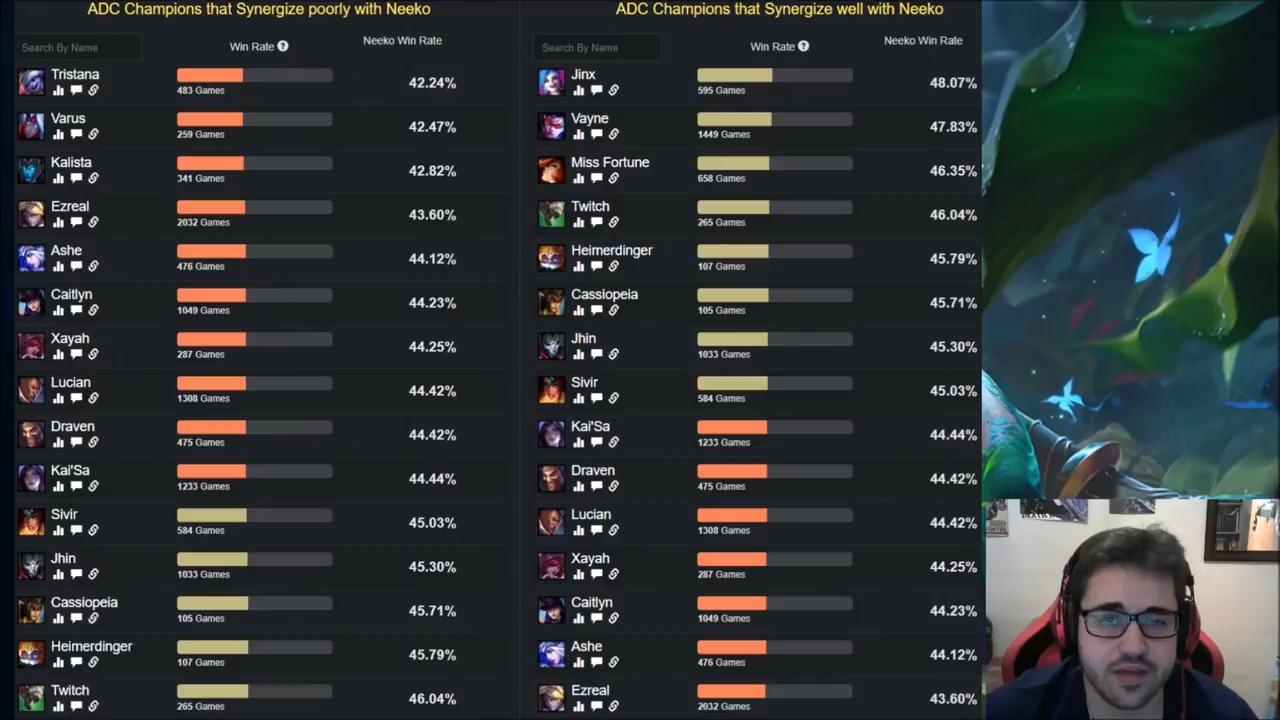 ADC Champions that Synergize poorly with Neeko
Search By Name Win Rate ? Neeko Win Rate
Tristana
483 Games 42.24%
Varus
259 Games 42.47%
Kalista
341 Games 42.82%
Ezreal
2032 Games 43.60%
Ashe
476 Games 44.12%
Caitlyn
1049 Games 44.23%
Xayah
287 Games 44.25%
Lucian
1308 Games 44.42%
Draven
475 Games 44.42%
Kai'Sa
1233 Games 44.44%
Sivir
584 Games 45.03%
Jhin
1033 Games 45.30%
Cassiopeia
105 Games 45.71%
Heimerdinger
107 Games 45.79%
Twitch
265 Games 46.04%
ADC Champions that Synergize well with Neeko
Search By Name Win Rate ? Neeko Win Rate
Jinx
595 Games 48.07%
Vayne
1449 Games 47.83%
Miss Fortune
658 Games 46.35%
Twitch
265 Games 46.04%
Heimerdinger
107 Games 45.79%
Cassiopeia
105 Games 45.71%
Jhin
1033 Games 45.30%
Sivir
584 Games 45.03%
Kai'Sa
1233 Games 44.44%
Draven
475 Games 44.42%
Lucian
1308 Games 44.42%
Xayah
287 Games 44.25%
Caitlyn
1049 Games 44.23%
Ashe
476 Games 44.12%
Ezreal
2032 Games 43.60%